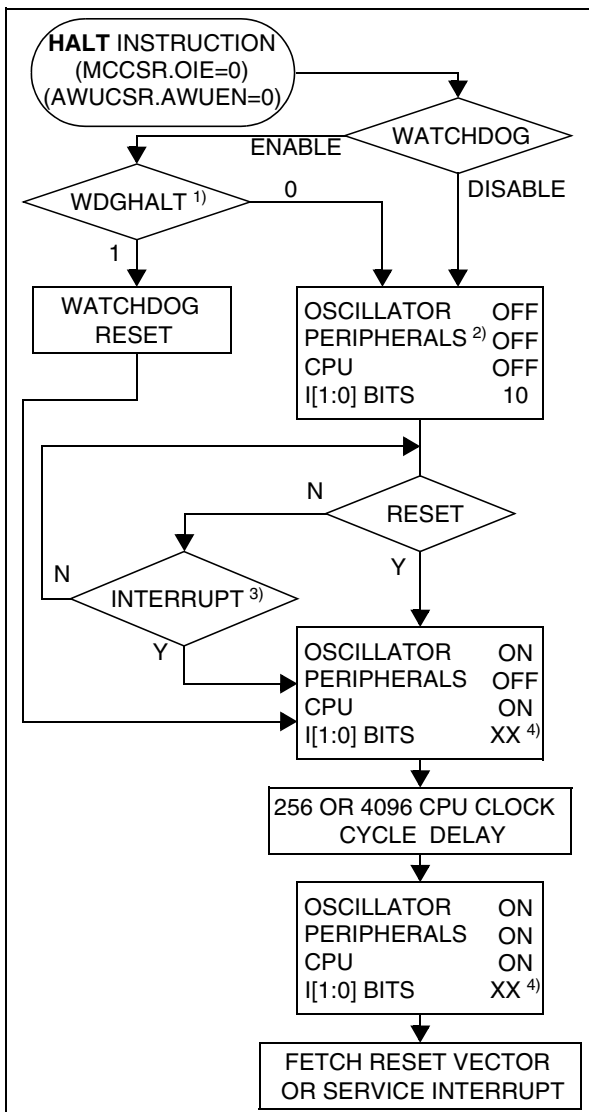 HALT INSTRUCTION
(MCCSR.OIE=0)
(AWUCSR.AWUEN=0)
WATCHDOG
ENABLE
DISABLE
WDGHALT 1)
0
1
WATCHDOG
RESET
OSCILLATOR OFF
PERIPHERALS 2) OFF
CPU OFF
I[1:0] BITS 10
N
RESET
Y
N
INTERRUPT 3)
Y
OSCILLATOR ON
PERIPHERALS OFF
CPU ON
I[1:0] BITS XX 4)
256 OR 4096 CPU CLOCK
CYCLE DELAY
OSCILLATOR ON
PERIPHERALS ON
CPU ON
I[1:0] BITS XX 4)
FETCH RESET VECTOR
OR SERVICE INTERRUPT